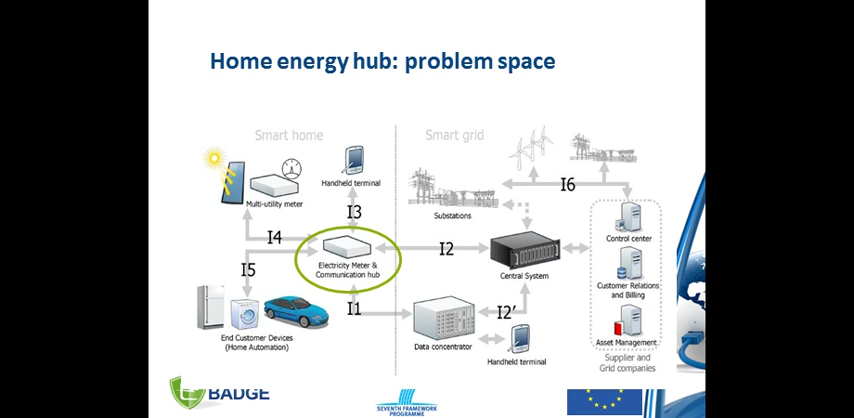 Home energy hub: problem space
Smart home
Smart grid
Handheld terminal
Multi-utility meter
I3
I6
Substations
I4
I2
Control center
Electricity Meter &
Communication hub
Central System
I5
Customer Relations
and Billing
I1
I2’
End Customer Devices
(Home Automation)
Data concentrator
Asset Management
Handheld terminal
Supplier and
Grid companies
BADGE
SEVENTH FRAMEWORK
PROGRAMME